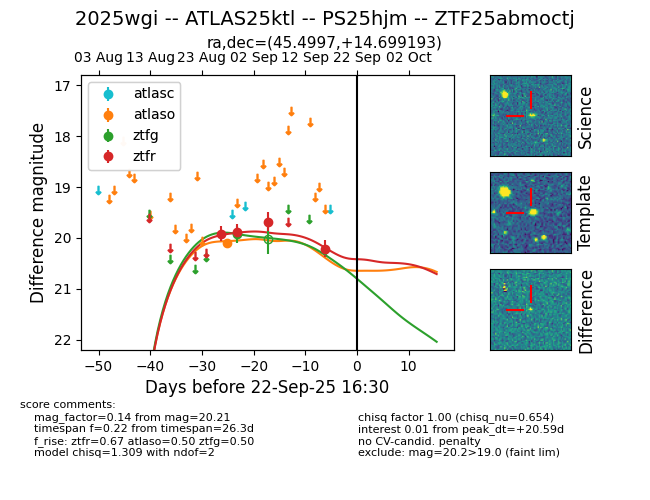 2025wgi -- ATLAS25ktl -- PS25hjm -- ZTF25abmoctj
ra,dec=(45.4997,+14.699193)
03 Aug 13 Aug 23 Aug 02 Sep 12 Sep 22 Sep 02 Oct
17
18
19
20
21
22
Difference magnitude
atlasc
atlaso
ztfg
ztfr
−50 −40 −30 −20 −10 0 10
Days before 22-Sep-25 16:30
Science
Template
Difference
score comments:
mag_factor=0.14 from mag=20.21
timespan f=0.22 from timespan=26.3d
f_rise: ztfr=0.67 atlaso=0.50 ztfg=0.50
model chisq=1.309 with ndof=2
chisq factor 1.00 (chisq_nu=0.654)
interest 0.01 from peak_dt=+20.59d
no CV-candid. penalty
exclude: mag=20.2>19.0 (faint lim)